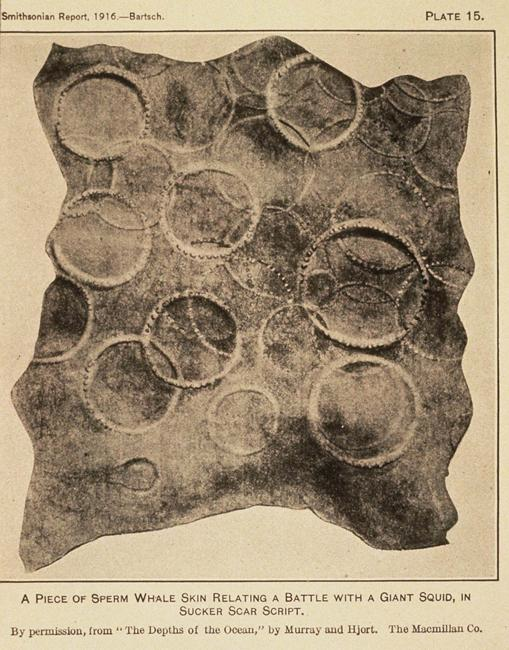 Smithsonian Report, 1916.—Bartsch.
PLATE 15.
A PIECE OF SPERM WHALE SKIN RELATING A BATTLE WITH A GIANT SQUID, IN
SUCKER SCAR SCRIPT.
By permission, from "The Depths of the Ocean," by Murray and Hjort. The Macmillan Co.